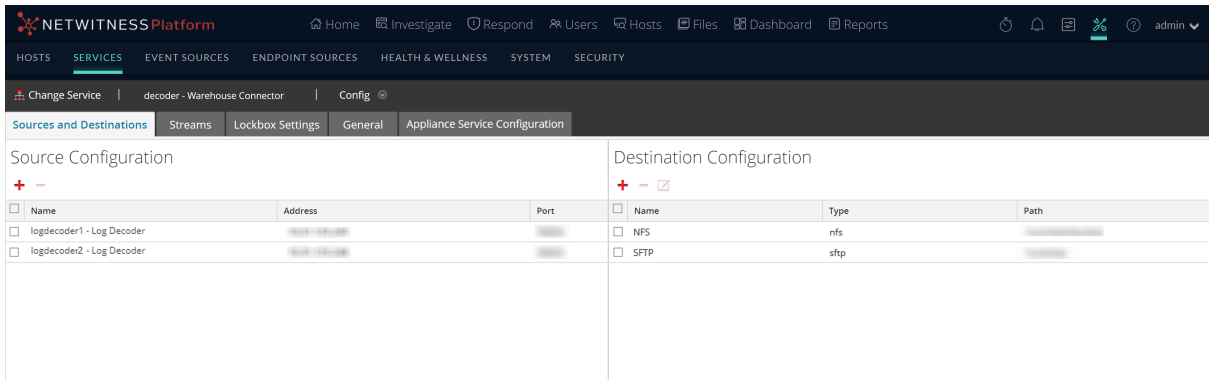 NETWITNESS Platform Home Investigate Respond Users Hosts Files Dashboard Reports admin
HOSTS SERVICES EVENT SOURCES ENDPOINT SOURCES HEALTH & WELLNESS SYSTEM SECURITY
Change Service | decoder - Warehouse Connector | Config
Sources and Destinations Streams Lockbox Settings General Appliance Service Configuration
Source Configuration
Name Address Port
logdecoder1 - Log Decoder
logdecoder2 - Log Decoder
Destination Configuration
Name Type Path
NFS nfs
SFTP sftp